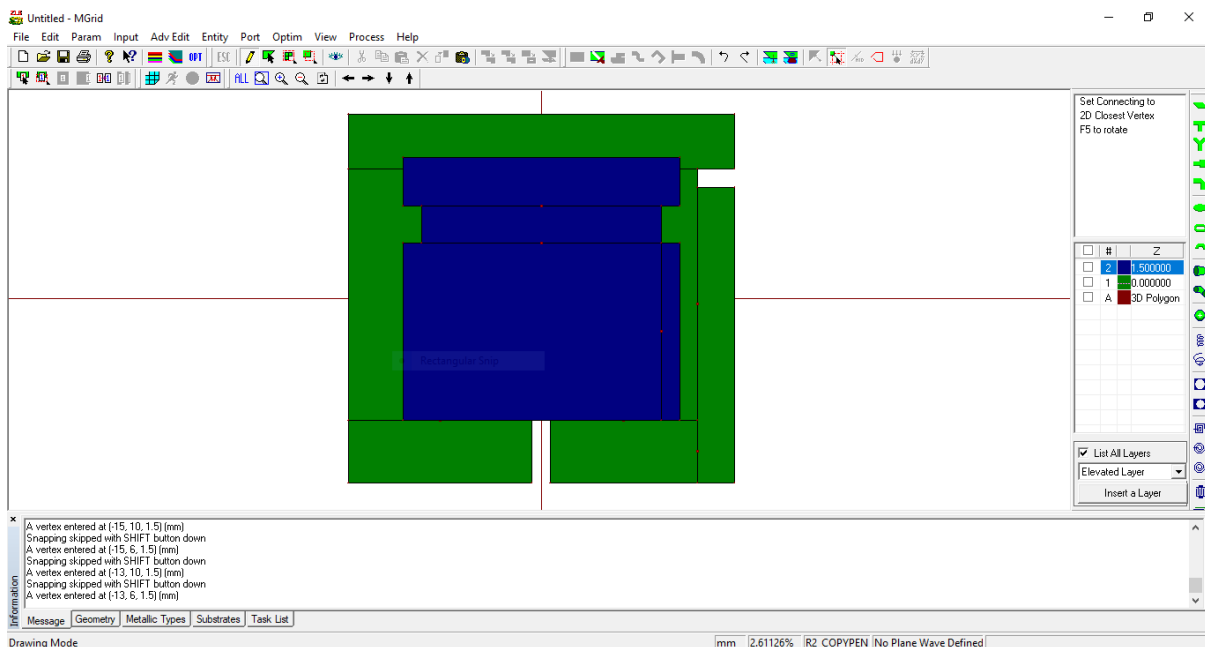 Untitled - MGrid
File Edit Param Input Adv Edit Entity Port Optim View Process Help
OPT ESC
ALL
Set Connecting to
2D Closest Vertex
F5 to rotate
# Z
2 1.500000
1 0.000000
A 3D Polygon
Rectangular Snip
List All Layers
Elevated Layer
Insert a Layer
A vertex entered at (-15, 10, 1.5) (mm)
Snapping skipped with SHIFT button down
A vertex entered at (-15, 6, 1.5) (mm)
Snapping skipped with SHIFT button down
A vertex entered at (-13, 10, 1.5) (mm)
Snapping skipped with SHIFT button down
A vertex entered at (-13, 6, 1.5) (mm)
Information
Message Geometry Metallic Types Substrates Task List
Drawing Mode
mm 2.61126% R2 COPYPEN No Plane Wave Defined